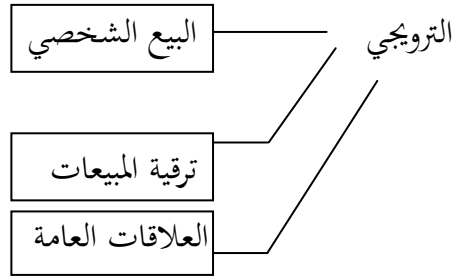 الترويجي
البيع الشخصي
ترقية المبيعات
العلاقات العامة